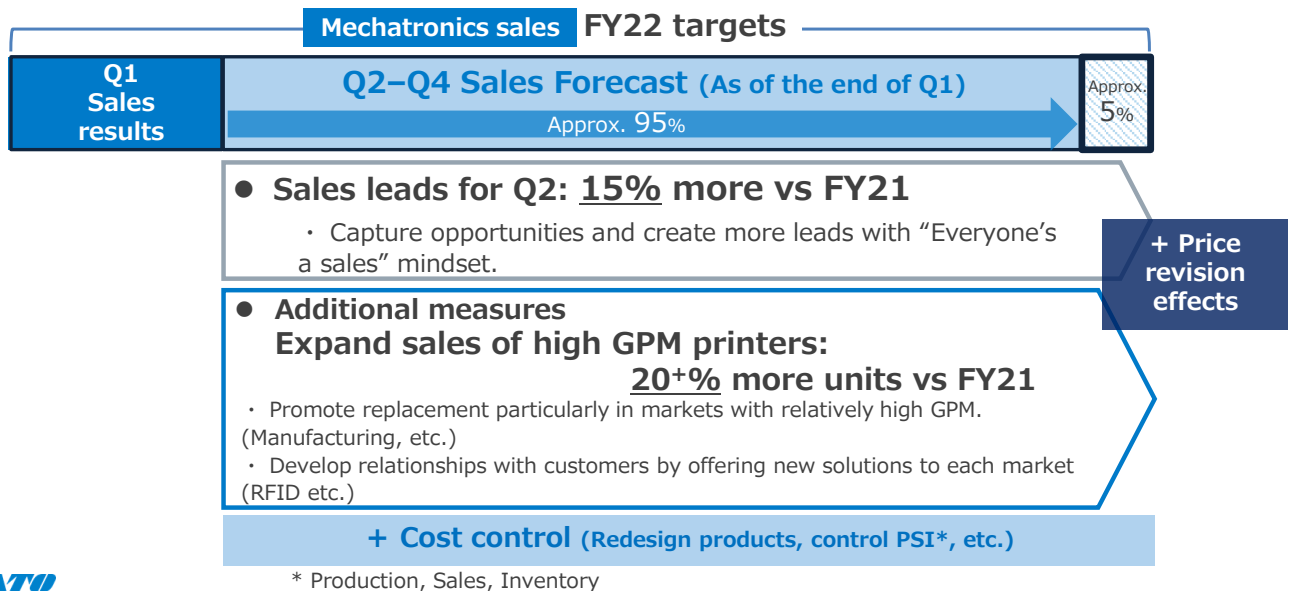 Mechatronics sales FY22 targets
Q1
Sales
results
Q2–Q4 Sales Forecast (As of the end of Q1)
Approx. 95%
Approx.
5%
● Sales leads for Q2: 15% more vs FY21
・ Capture opportunities and create more leads with “Everyone’s
a sales” mindset.
+ Price
revision
effects
● Additional measures
Expand sales of high GPM printers:
20⁺% more units vs FY21
・ Promote replacement particularly in markets with relatively high GPM.
(Manufacturing, etc.)
・ Develop relationships with customers by offering new solutions to each market
(RFID etc.)
+ Cost control (Redesign products, control PSI*, etc.)
* Production, Sales, Inventory